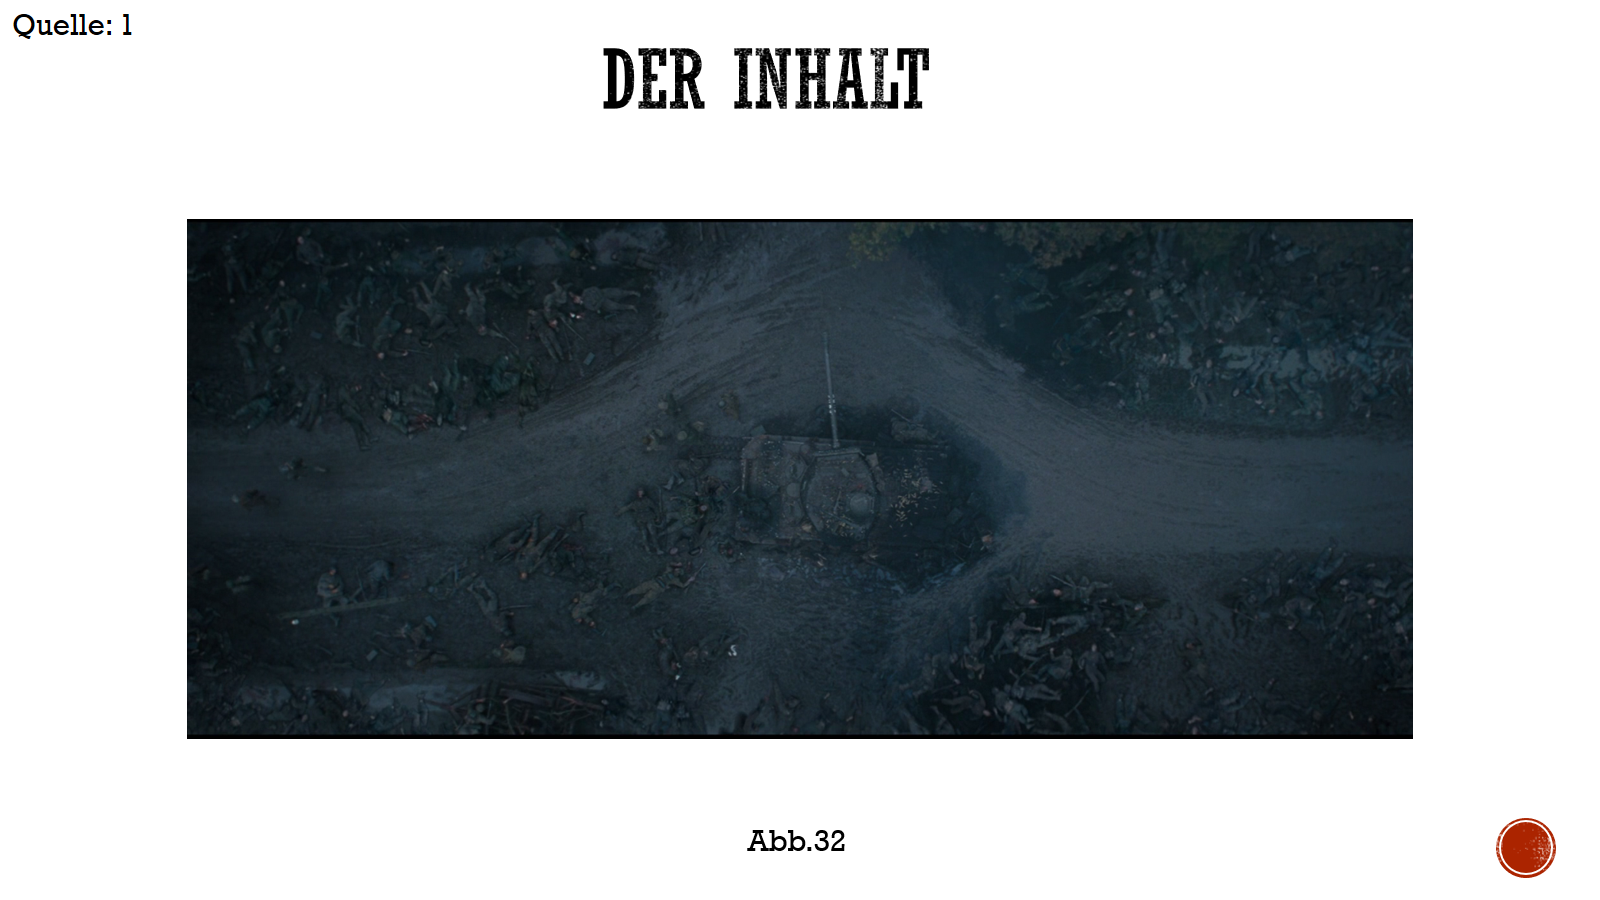 Quelle: 1
DER INHALT
Abb.32